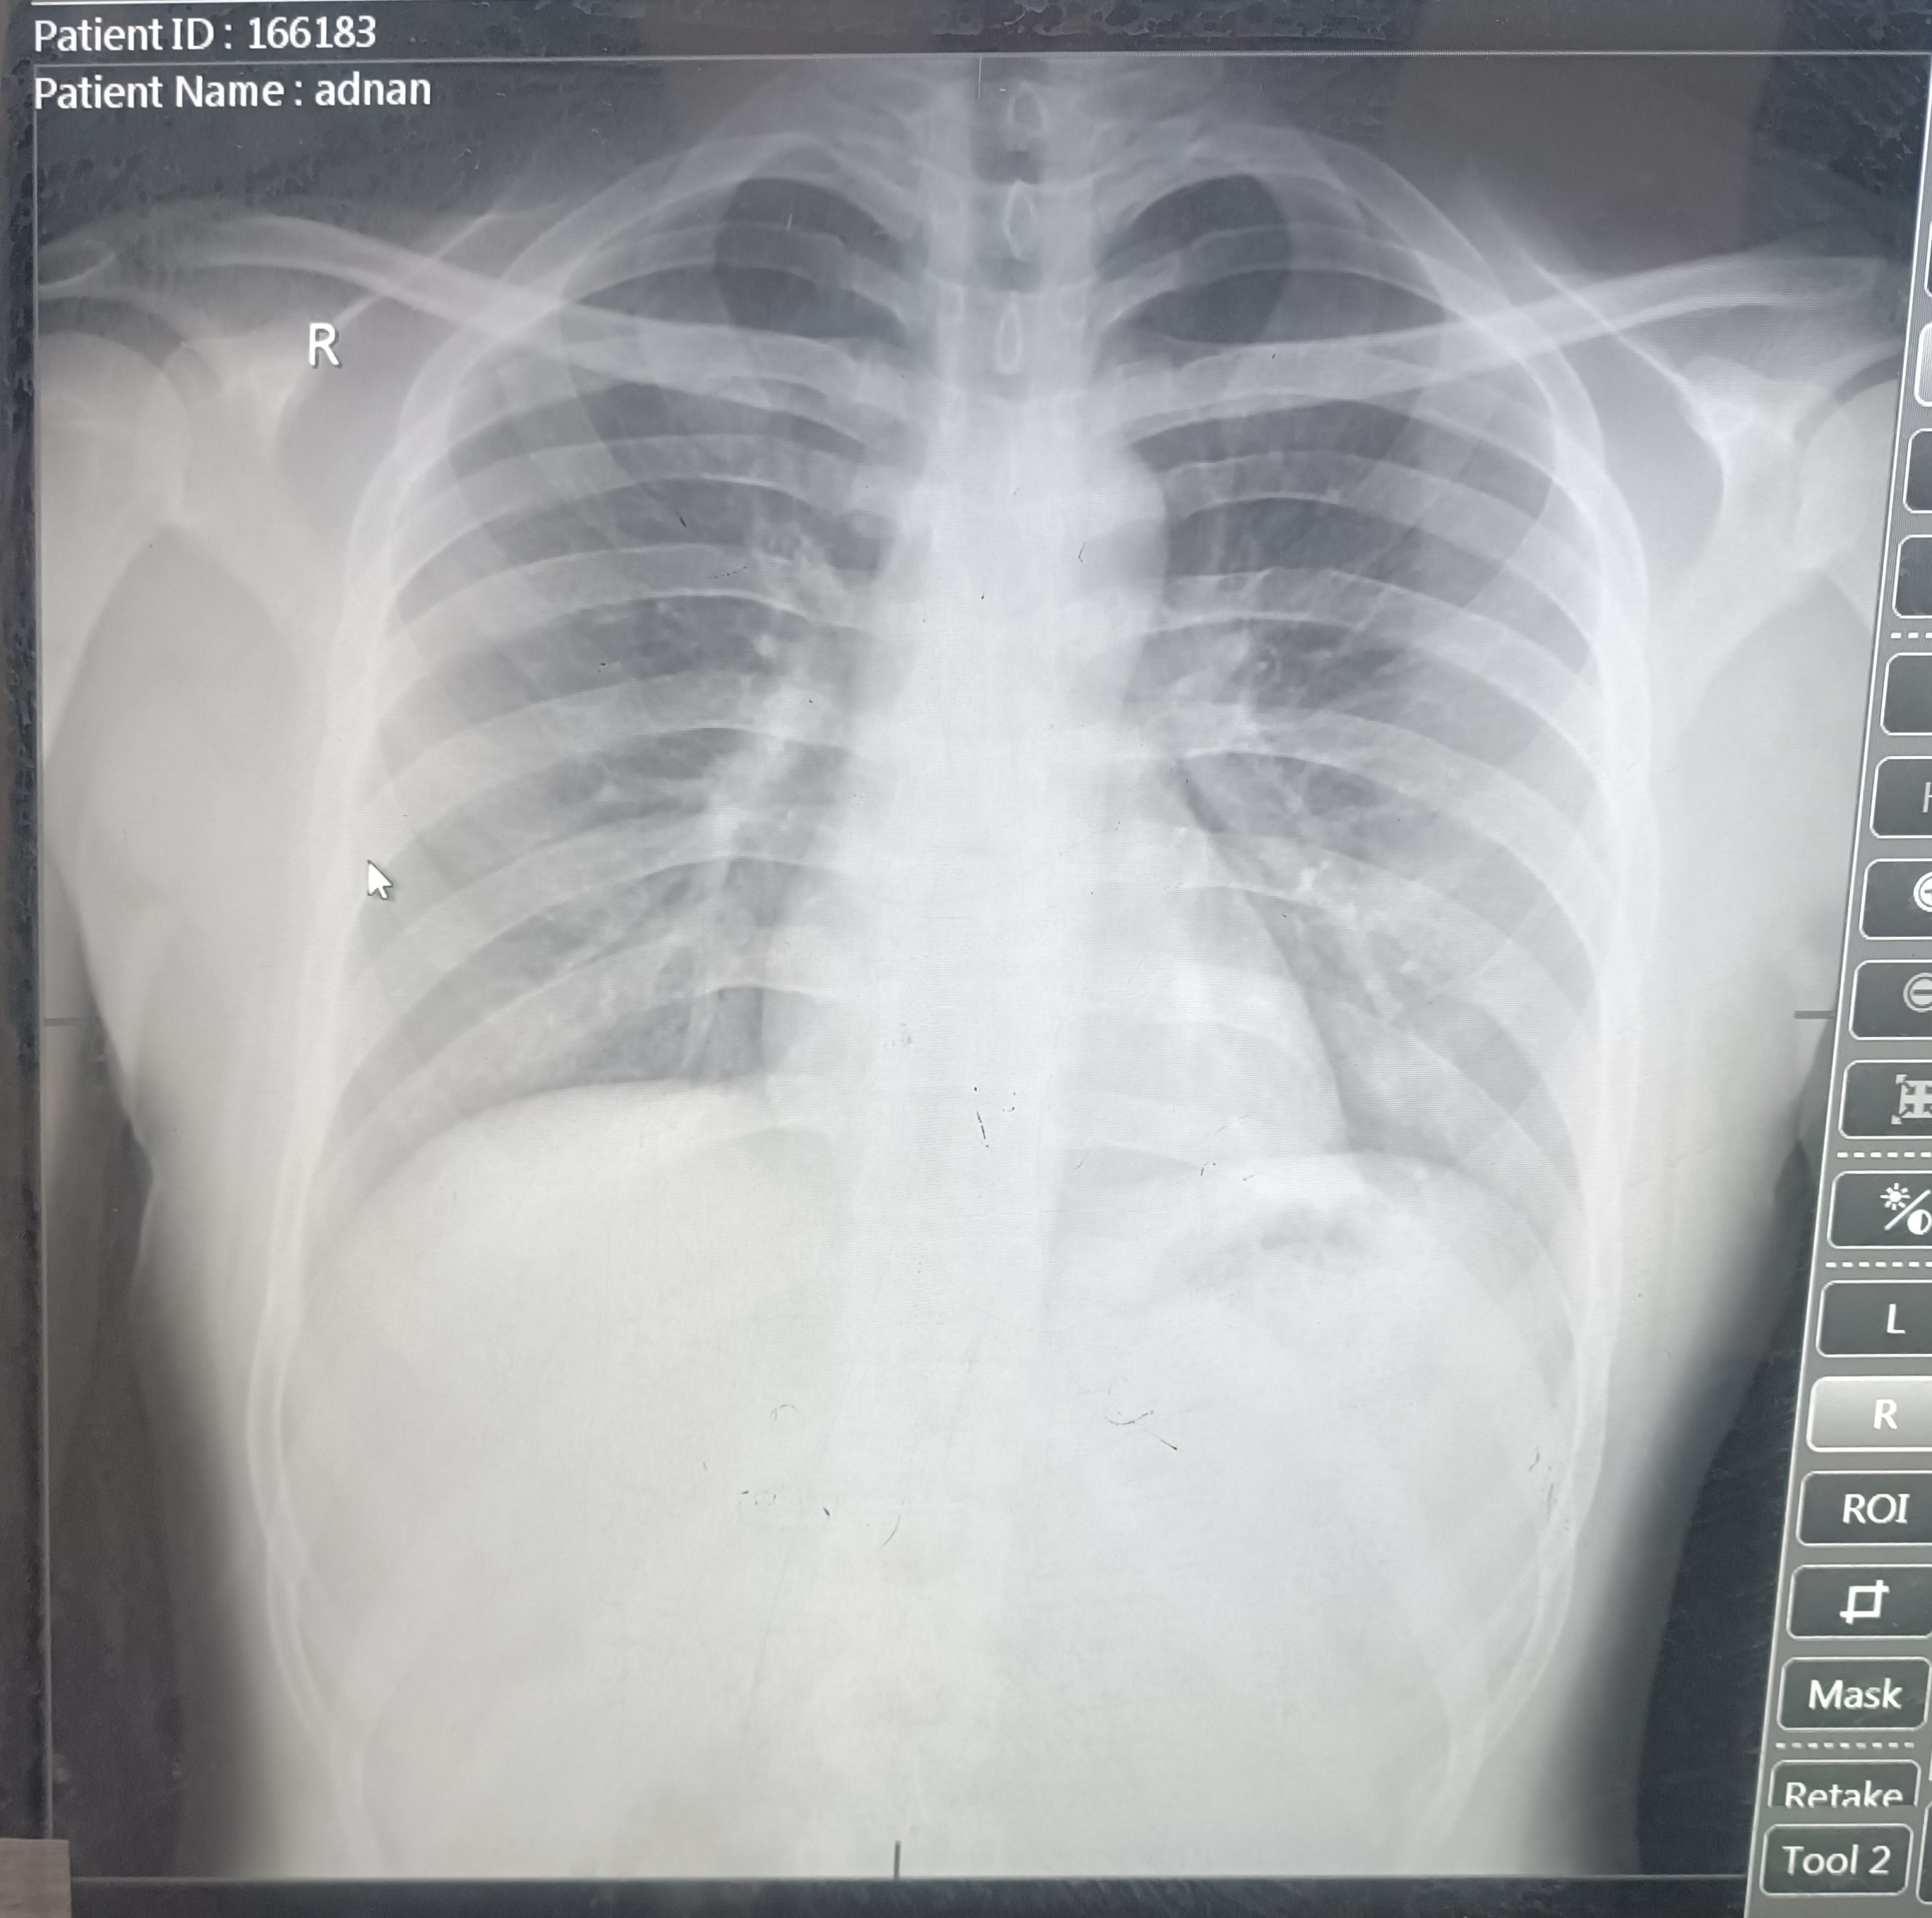 Patient ID : 166183
Patient Name : adnan
R
L
R
ROI
Mask
Retake
Tool 2